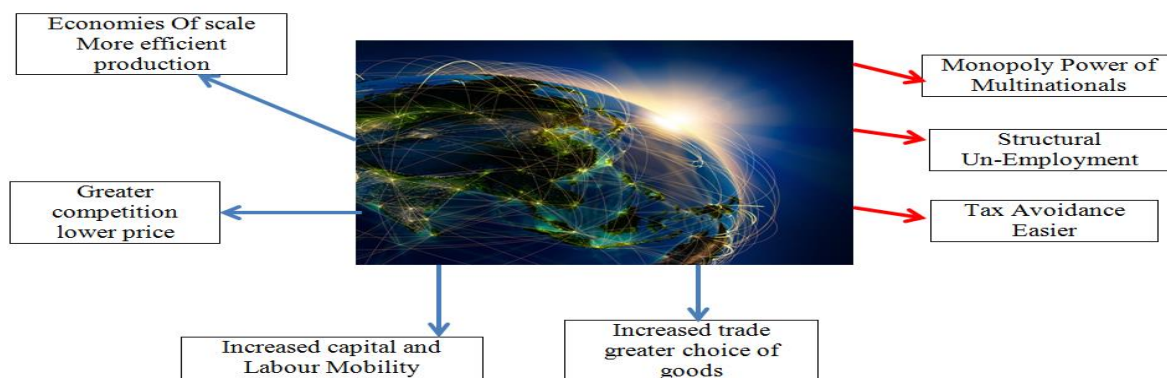 Economies Of scale
More efficient
production
Monopoly Power of
Multinationals
Structural
Un-Employment
Greater
competition
lower price
Tax Avoidance
Easier
Increased capital and
Labour Mobility
Increased trade
greater choice of
goods